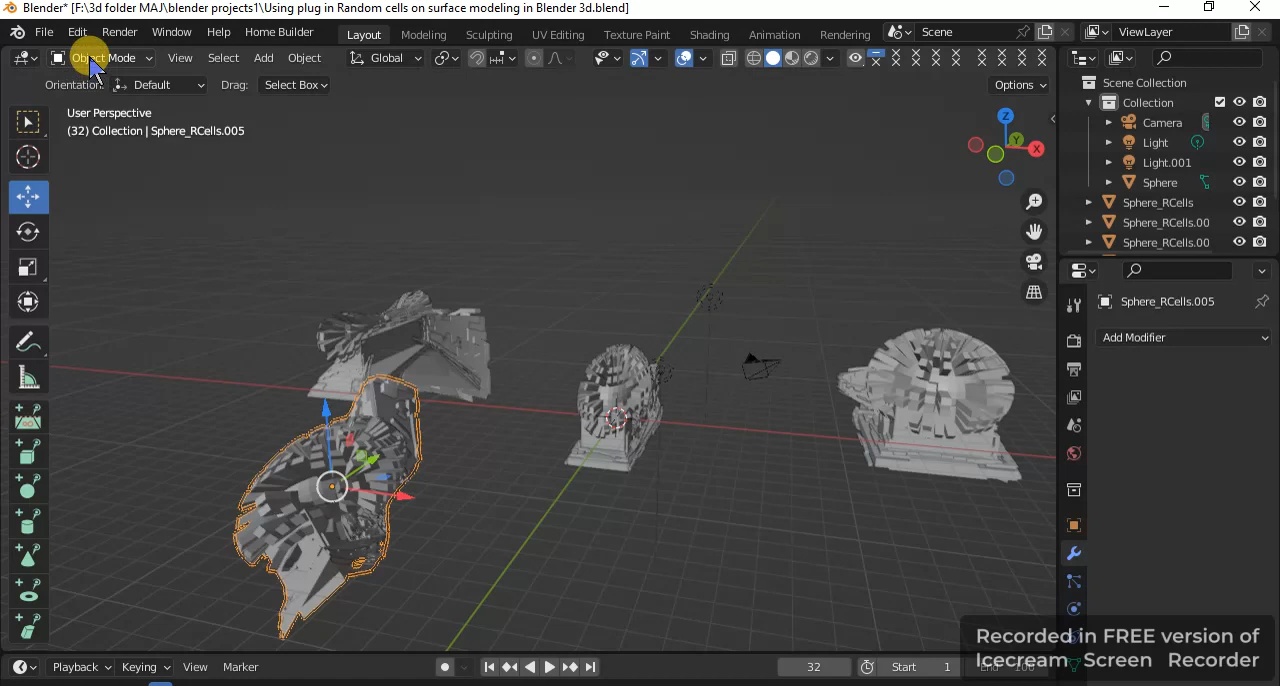 Blender* [F:\3d folder MAJ\blender projects1\Using plug in Random cells on surface modeling in Blender 3d.blend]
File Edit Render Window Help Home Builder Layout Modeling Sculpting UV Editing Texture Paint Shading Animation Rendering Scene ViewLayer
Object Mode View Select Add Object Global
Orientation: Default Drag: Select Box Options
User Perspective
(32) Collection | Sphere_RCells.005
Z
Y
X
Scene Collection
Collection
Camera
Light
Light.001
Sphere
Sphere_RCells
Sphere_RCells.00
Sphere_RCells.00
Sphere_RCells.005
Add Modifier
Recorded in FREE version of
Icecream Screen Recorder
Playback Keying View Marker 32 Start 1 End